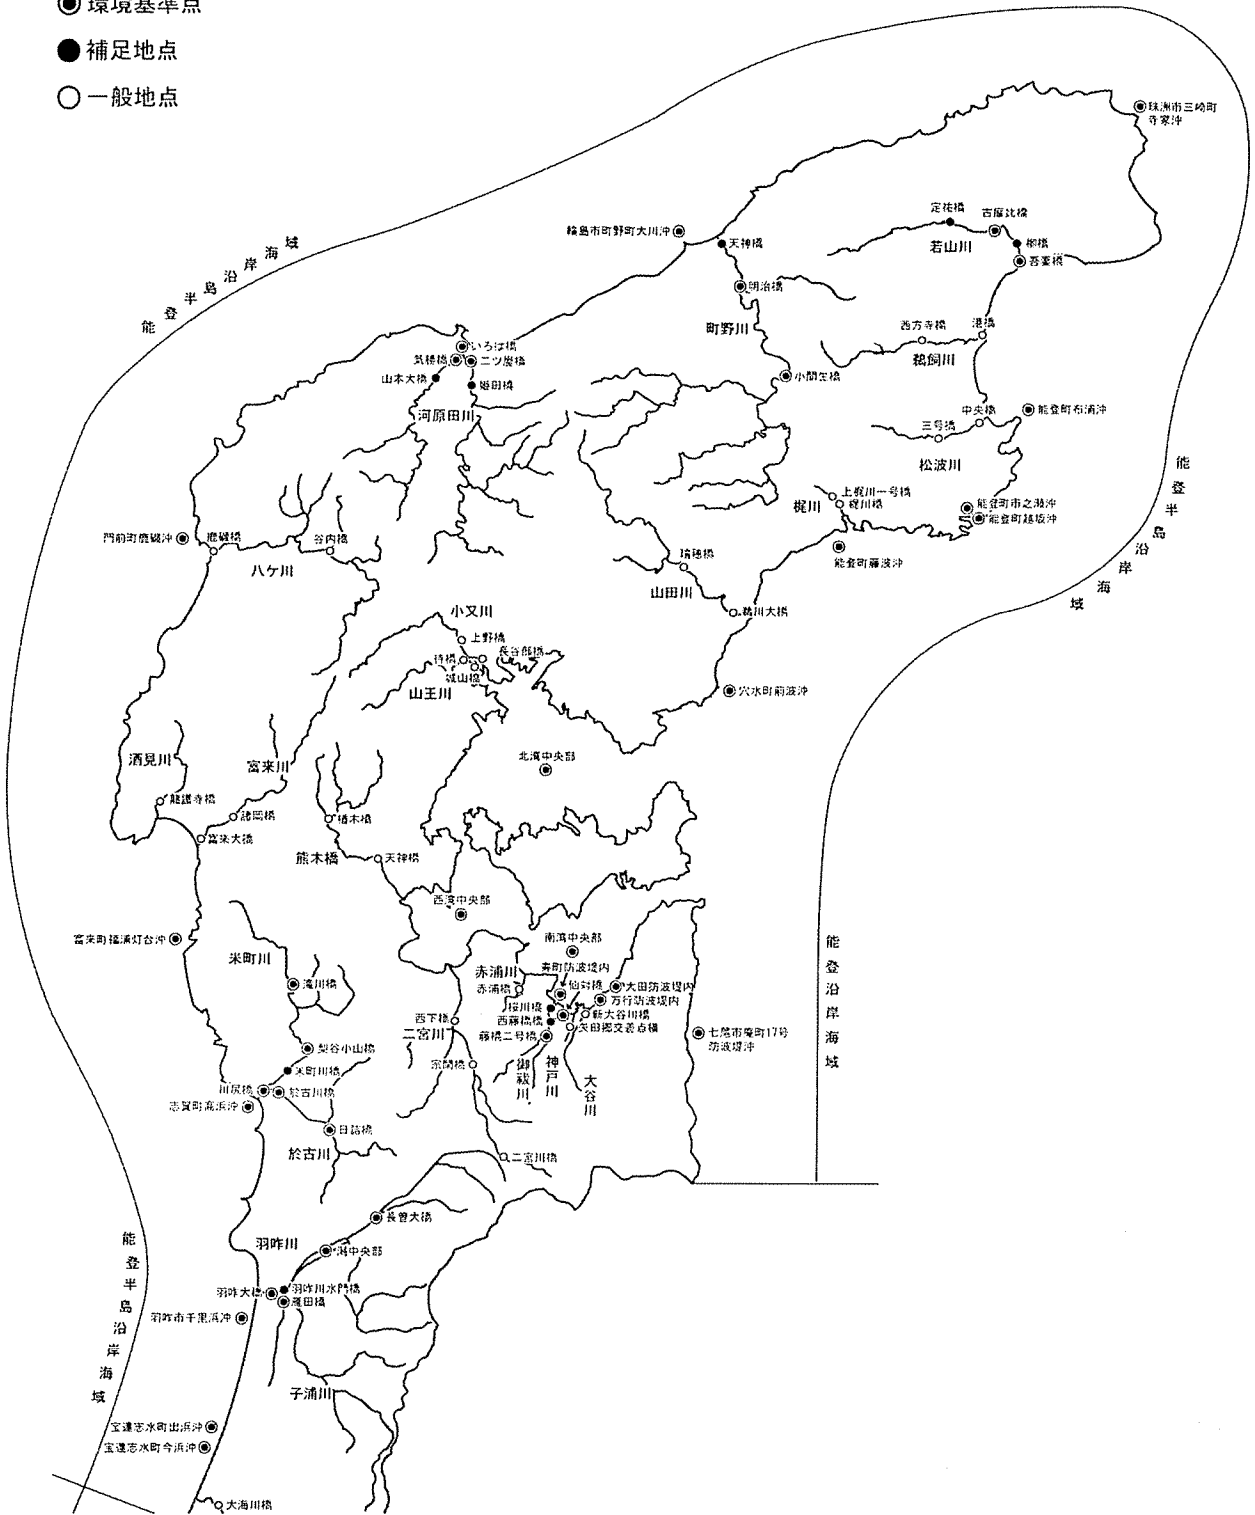 環境基準点
補足地点
一般地点
珠洲市三崎町
寺家沖
定祐橋
古麻比橋
若山川
柳橋
吾妻橋
輪島市町野町大川沖
天神橋
明治橋
町野川
西方寺橋
港橋
鵜飼川
小間生橋
能登半島沿岸海域
いろは橋
気勝橋
二ツ屋橋
山本大橋
姫田橋
河原田川
中央橋
能登町布浦沖
三号橋
松波川
能登半島沿岸海域
上梶川一号橋
梶川
梶川橋
能登町市之瀬沖
能登町越坂沖
門前町鹿磯沖
鹿磯橋
谷内橋
八ケ川
能登町藤波沖
瑞穂橋
山田川
鵜川大橋
小又川
上野橋
待橋
長谷部橋
城山橋
山王川
穴水町前波沖
北湾中央部
酒見川
富来川
龍護寺橋
諸岡橋
富来大橋
橋木橋
熊木橋
天神橋
西湾中央部
富来町福浦灯台沖
米町川
滝川橋
南湾中央部
赤浦川
寿町防波堤内
赤浦橋
仙対橋
大田防波堤内
万行防波堤内
桜川橋
新大谷川橋
西藤橋橋
矢田郷交差点横
藤橋二号橋
西下橋
二宮川
宗間橋
御祓川
神戸川
大谷川
七尾市庵町17号
防波堤沖
能登沿岸海域
梨谷小山橋
米町川橋
川尻橋
於古川橋
志賀町高浜沖
日詰橋
於古川
二宮川橋
長曽大橋
羽咋川
潟中央部
羽咋大橋
羽咋川水門橋
雁田橋
羽咋市千里浜沖
能登半島沿岸海域
子浦川
宝達志水町出浜沖
宝達志水町今浜沖
大海川橋